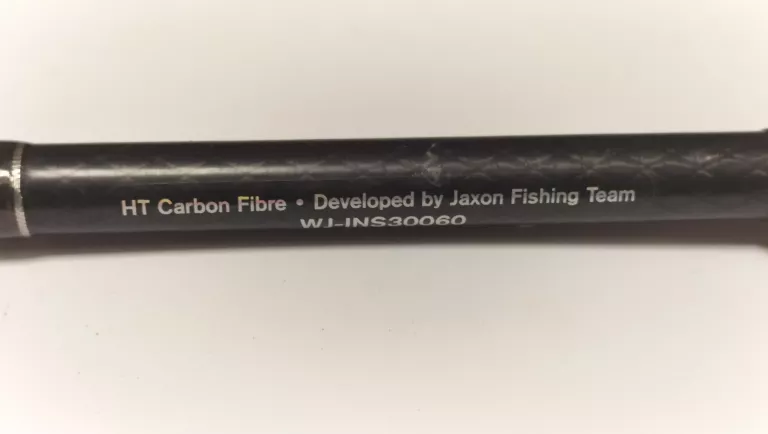 HT Carbon Fibre • Developed by Jaxon Fishing Team
WJ-INS30060